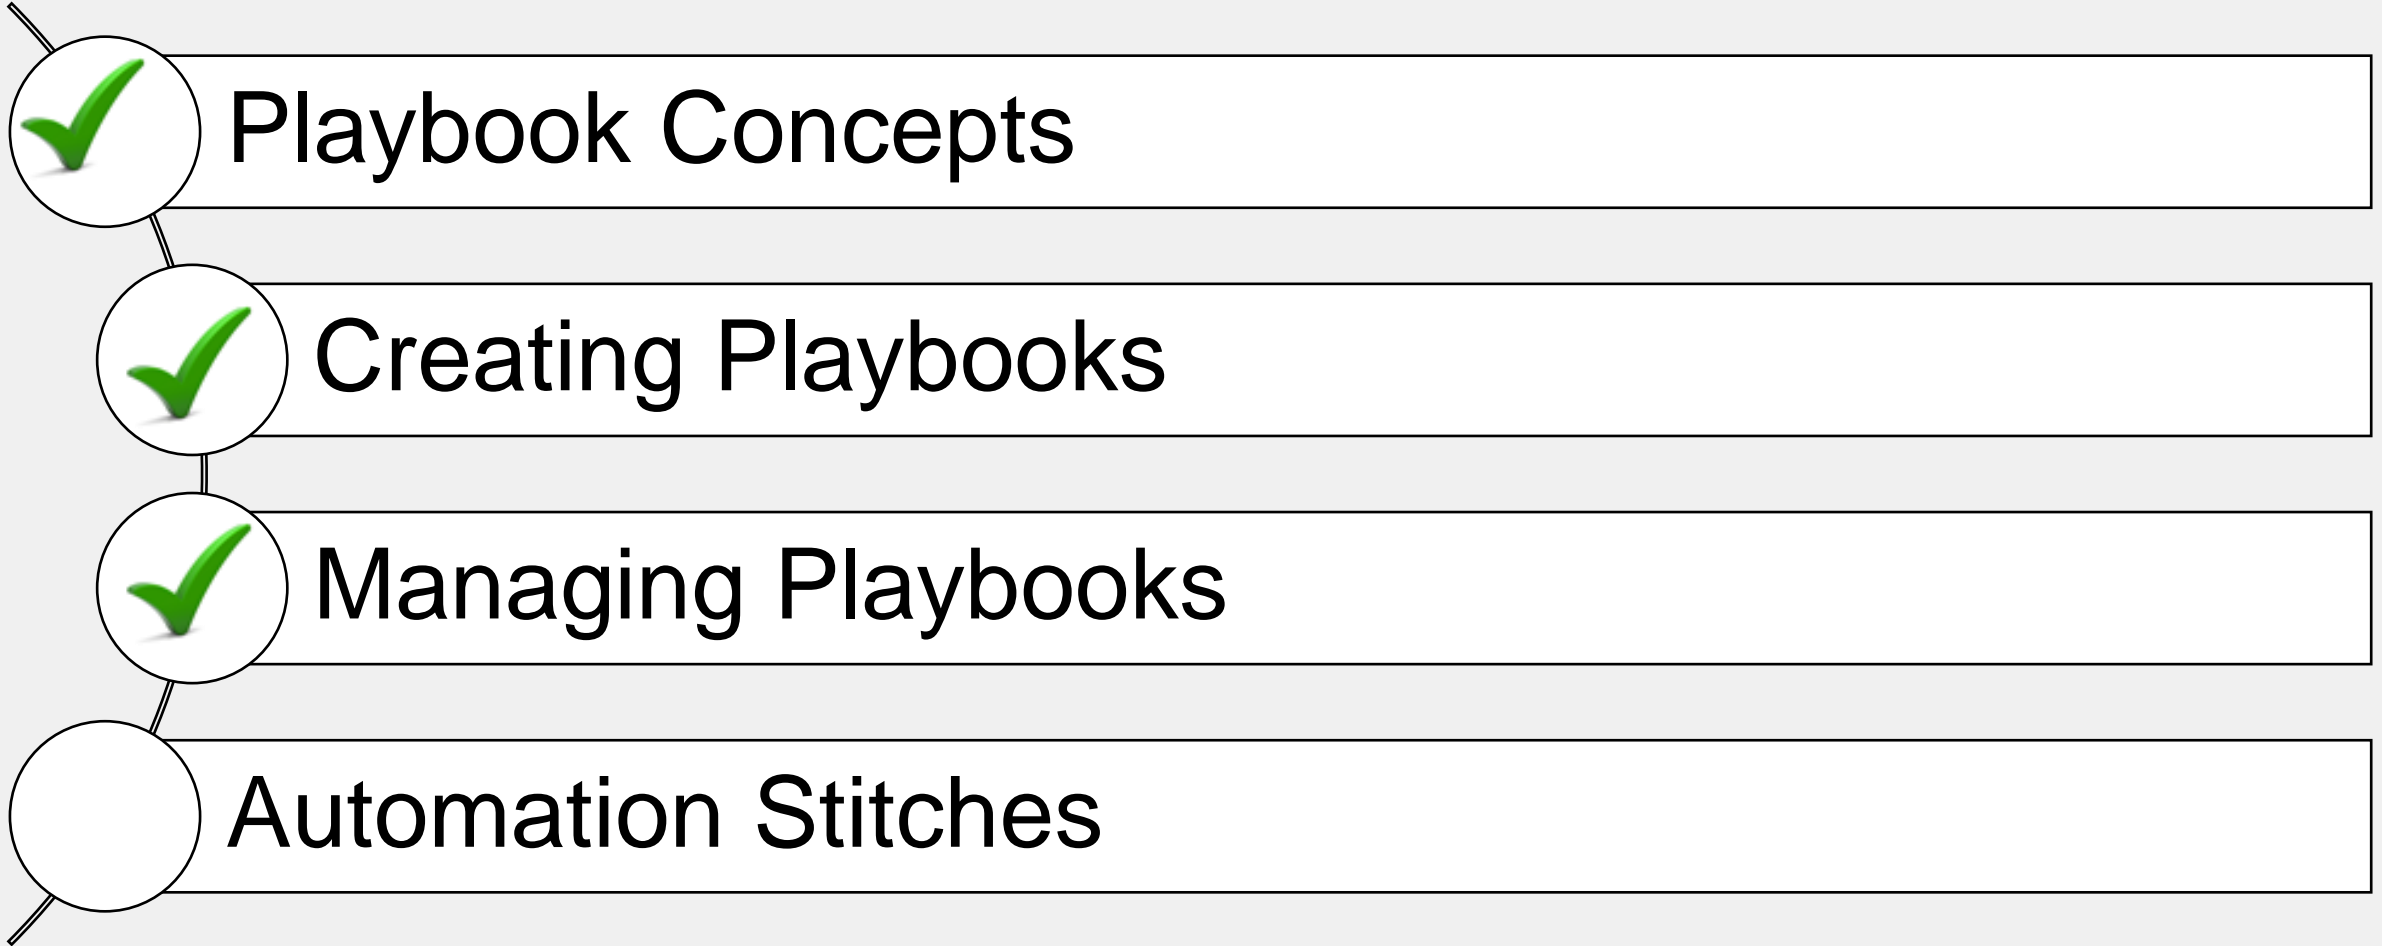 Playbook Concepts
Creating Playbooks
Managing Playbooks
Automation Stitches